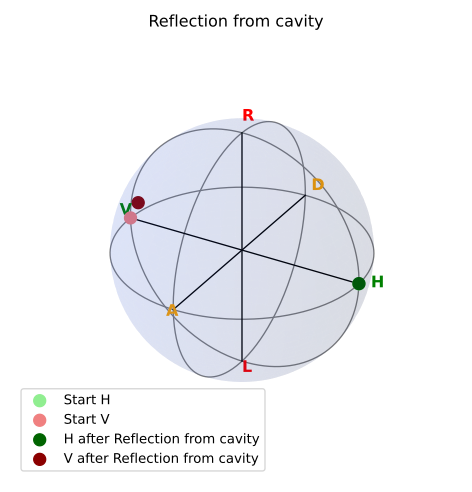 Reflection from cavity
R
D
V
H
A
L
Start H
Start V
H after Reflection from cavity
V after Reflection from cavity